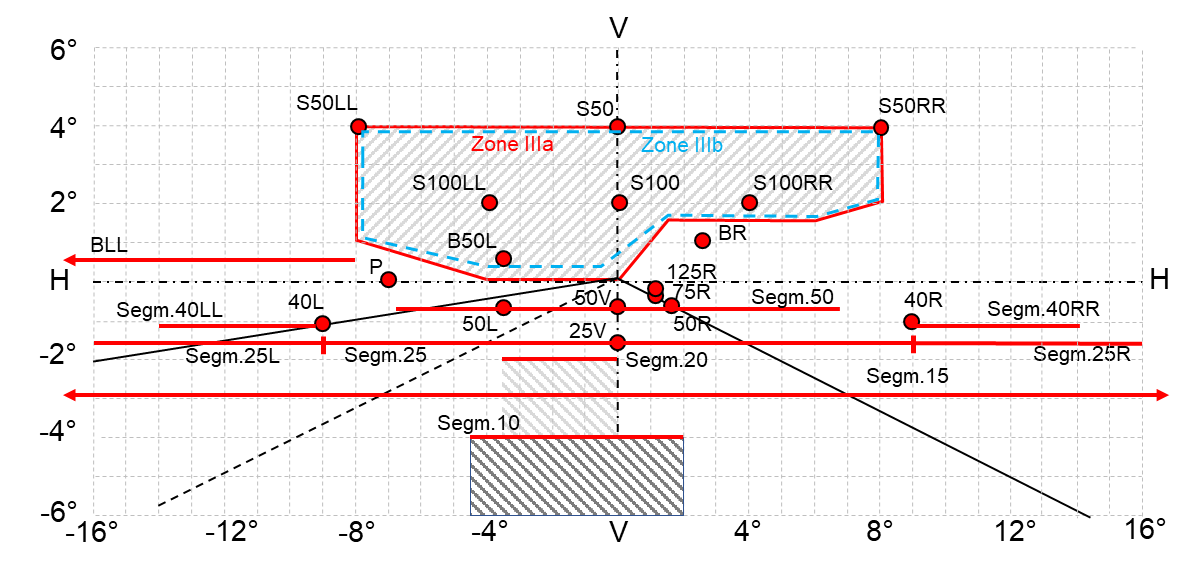 V
6°
S50LL
S50
S50RR
4°
Zone IIIa
Zone IIIb
S100LL
S100
S100RR
2°
BLL
B50L
BR
P
125R
H
H
75R
50V
Segm.50
Segm.40LL
40L
40R
Segm.40RR
50L
50R
25V
-2°
Segm.25L
Segm.25
Segm.20
Segm.25R
Segm.15
-4°
Segm.10
-6°
-16°
-12°
-8°
-4°
V
4°
8°
12°
16°